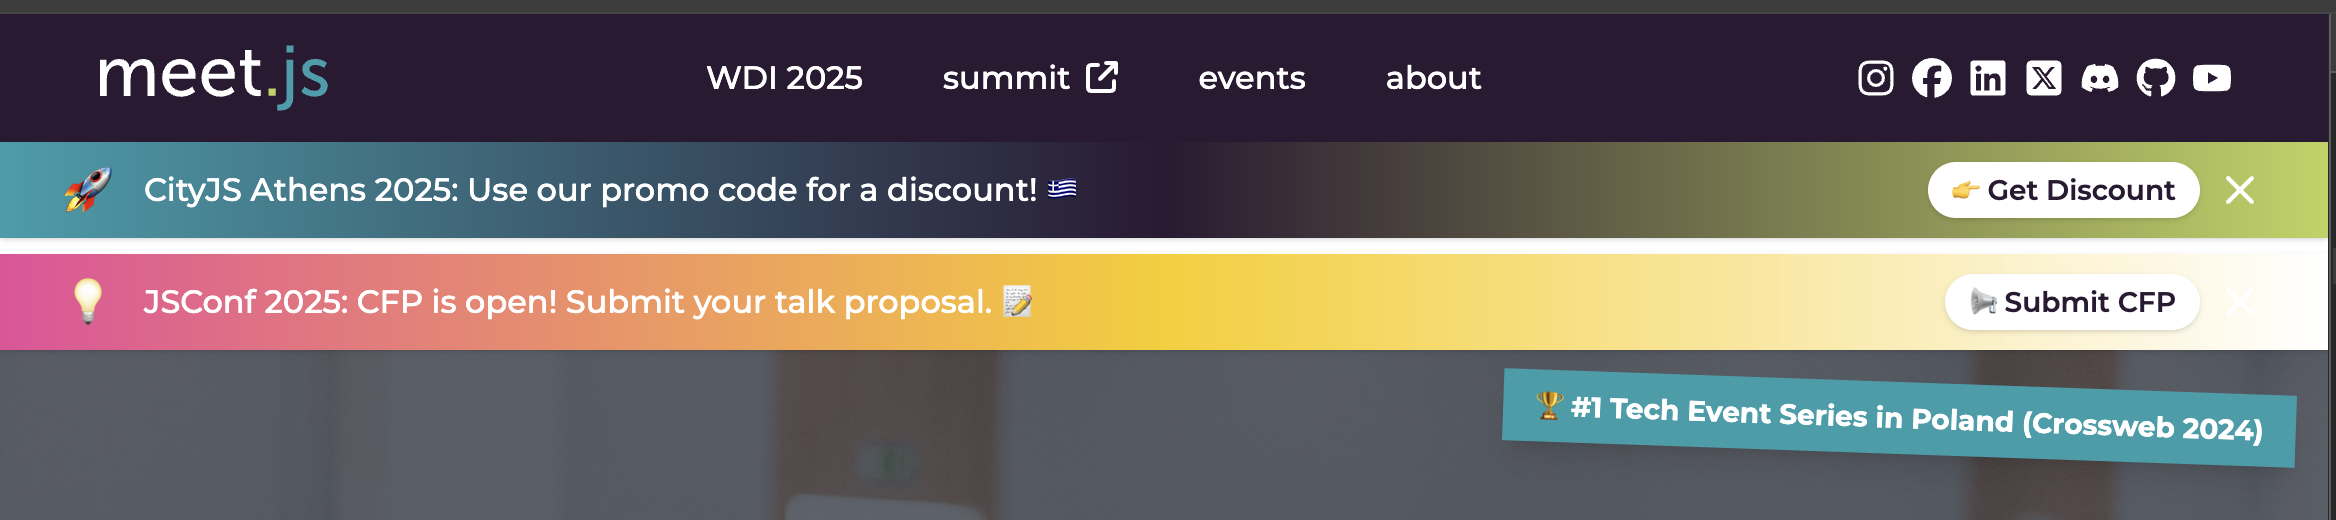 meet.js
WDI 2025
summit
events
about
CityJS Athens 2025: Use our promo code for a discount! 🇬🇷
👉 Get Discount
JSConf 2025: CFP is open! Submit your talk proposal. 📝
📢 Submit CFP
🏆 #1 Tech Event Series in Poland (Crossweb 2024)